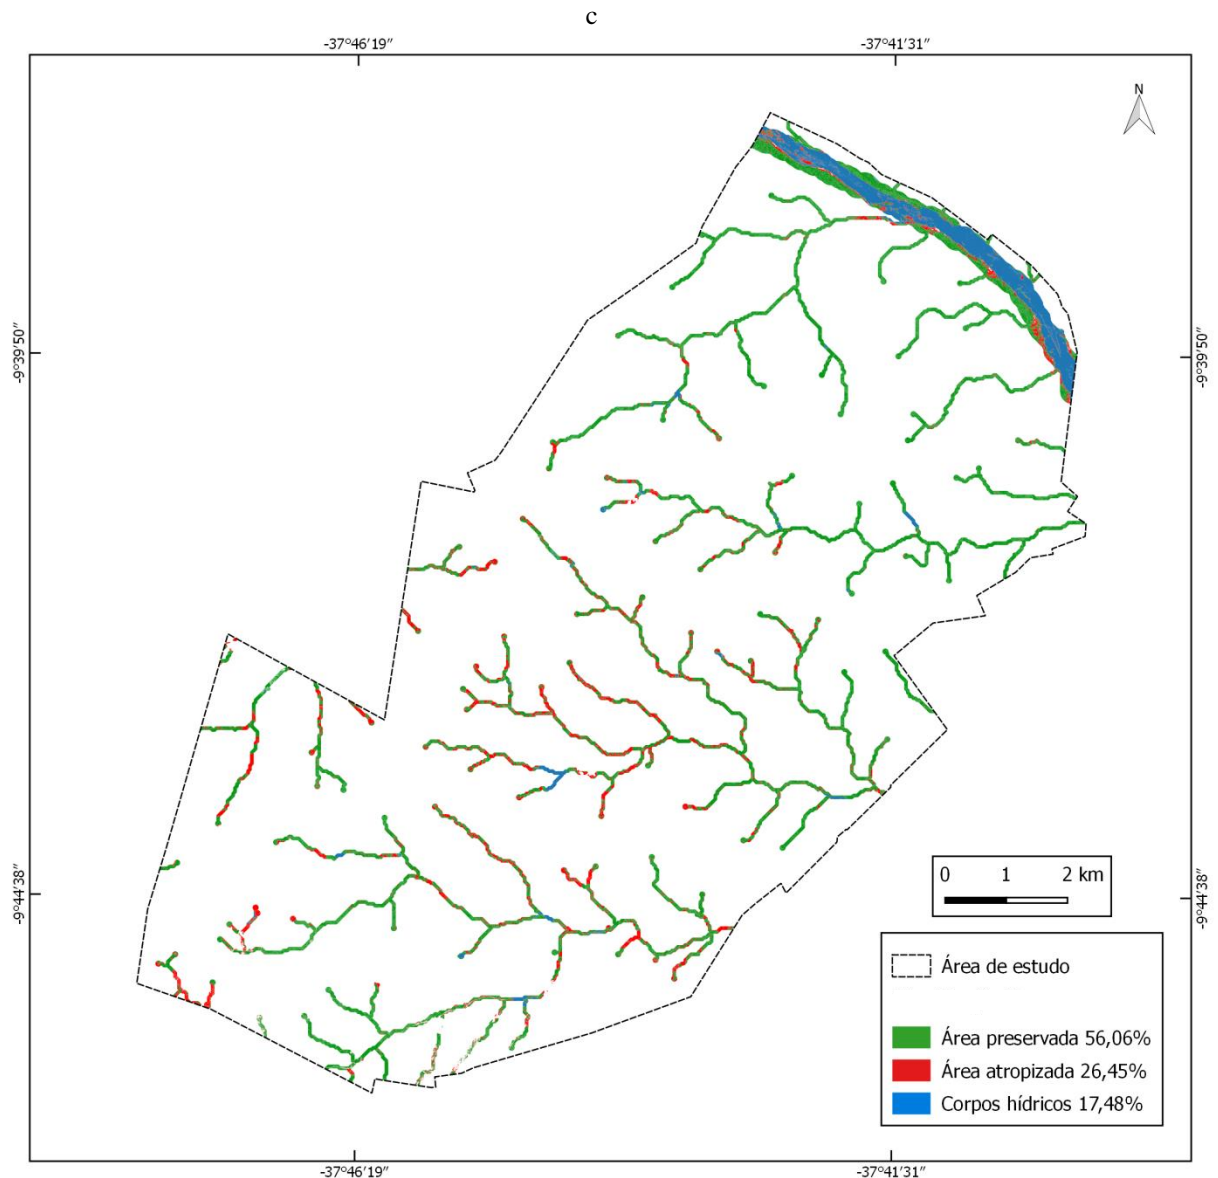 c
-37°46'19" -37°41'31"
N
-9°39'50" -9°39'50"
0 1 2 km
-9°44'38" -9°44'38"
Área de estudo
Área preservada 56,06%
Área atropizada 26,45%
Corpos hídricos 17,48%
-37°46'19" -37°41'31"